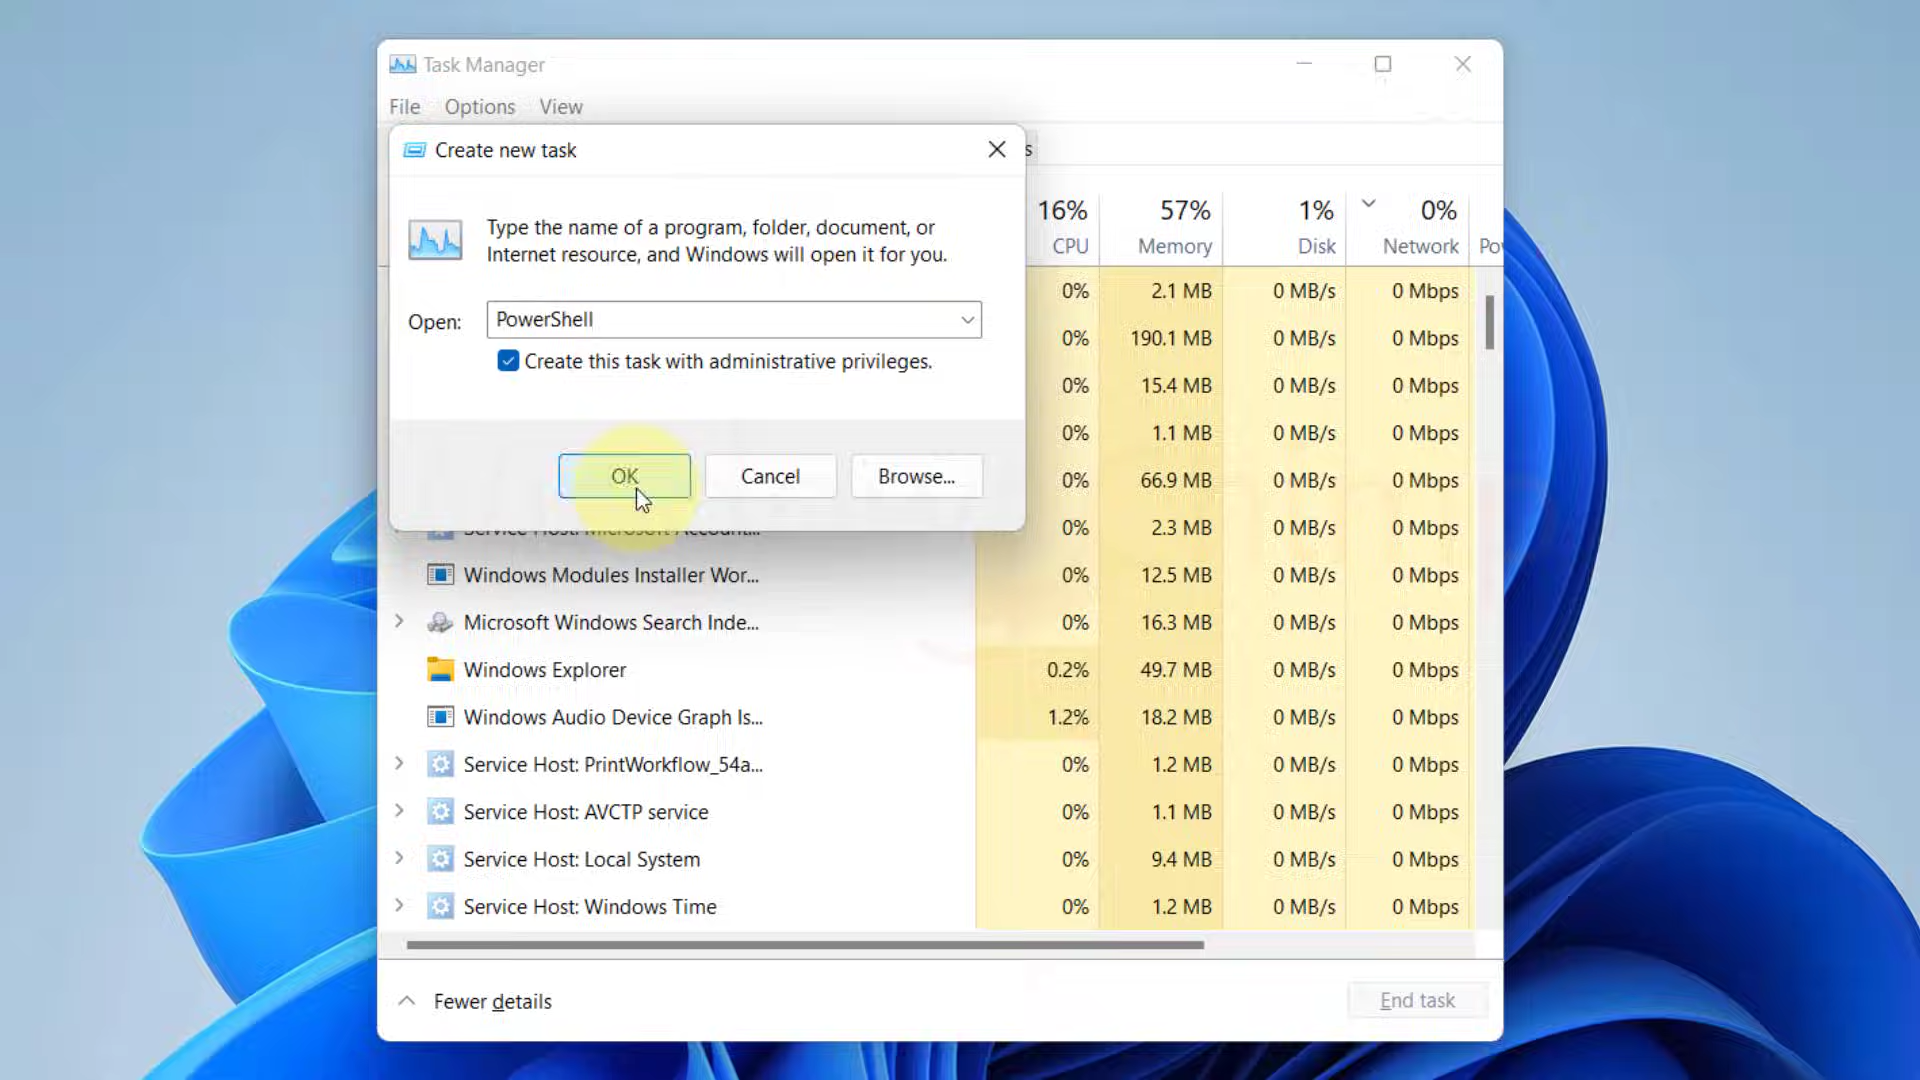 Task Manager
File Options View
Create new task
s
Type the name of a program, folder, document, or
Internet resource, and Windows will open it for you.
Open: PowerShell
Create this task with administrative privileges.
OK Cancel Browse...
16% 57% 1% 0%
CPU Memory Disk Network Po
0% 2.1 MB 0 MB/s 0 Mbps
0% 190.1 MB 0 MB/s 0 Mbps
0% 15.4 MB 0 MB/s 0 Mbps
0% 1.1 MB 0 MB/s 0 Mbps
0% 66.9 MB 0 MB/s 0 Mbps
Service Host: Microsoft Account... 0% 2.3 MB 0 MB/s 0 Mbps
Windows Modules Installer Wor... 0% 12.5 MB 0 MB/s 0 Mbps
Microsoft Windows Search Inde... 0% 16.3 MB 0 MB/s 0 Mbps
Windows Explorer 0.2% 49.7 MB 0 MB/s 0 Mbps
Windows Audio Device Graph Is... 1.2% 18.2 MB 0 MB/s 0 Mbps
Service Host: PrintWorkflow_54a... 0% 1.2 MB 0 MB/s 0 Mbps
Service Host: AVCTP service 0% 1.1 MB 0 MB/s 0 Mbps
Service Host: Local System 0% 9.4 MB 0 MB/s 0 Mbps
Service Host: Windows Time 0% 1.2 MB 0 MB/s 0 Mbps
Fewer details End task